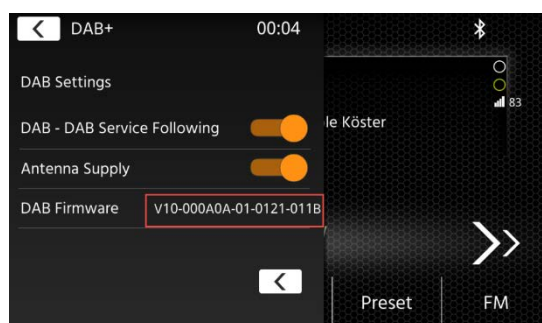 DAB+ 00:04
DAB Settings
83
DAB - DAB Service Following
le Köster
Antenna Supply
DAB Firmware V10-000A0A-01-0121-011B
Preset FM